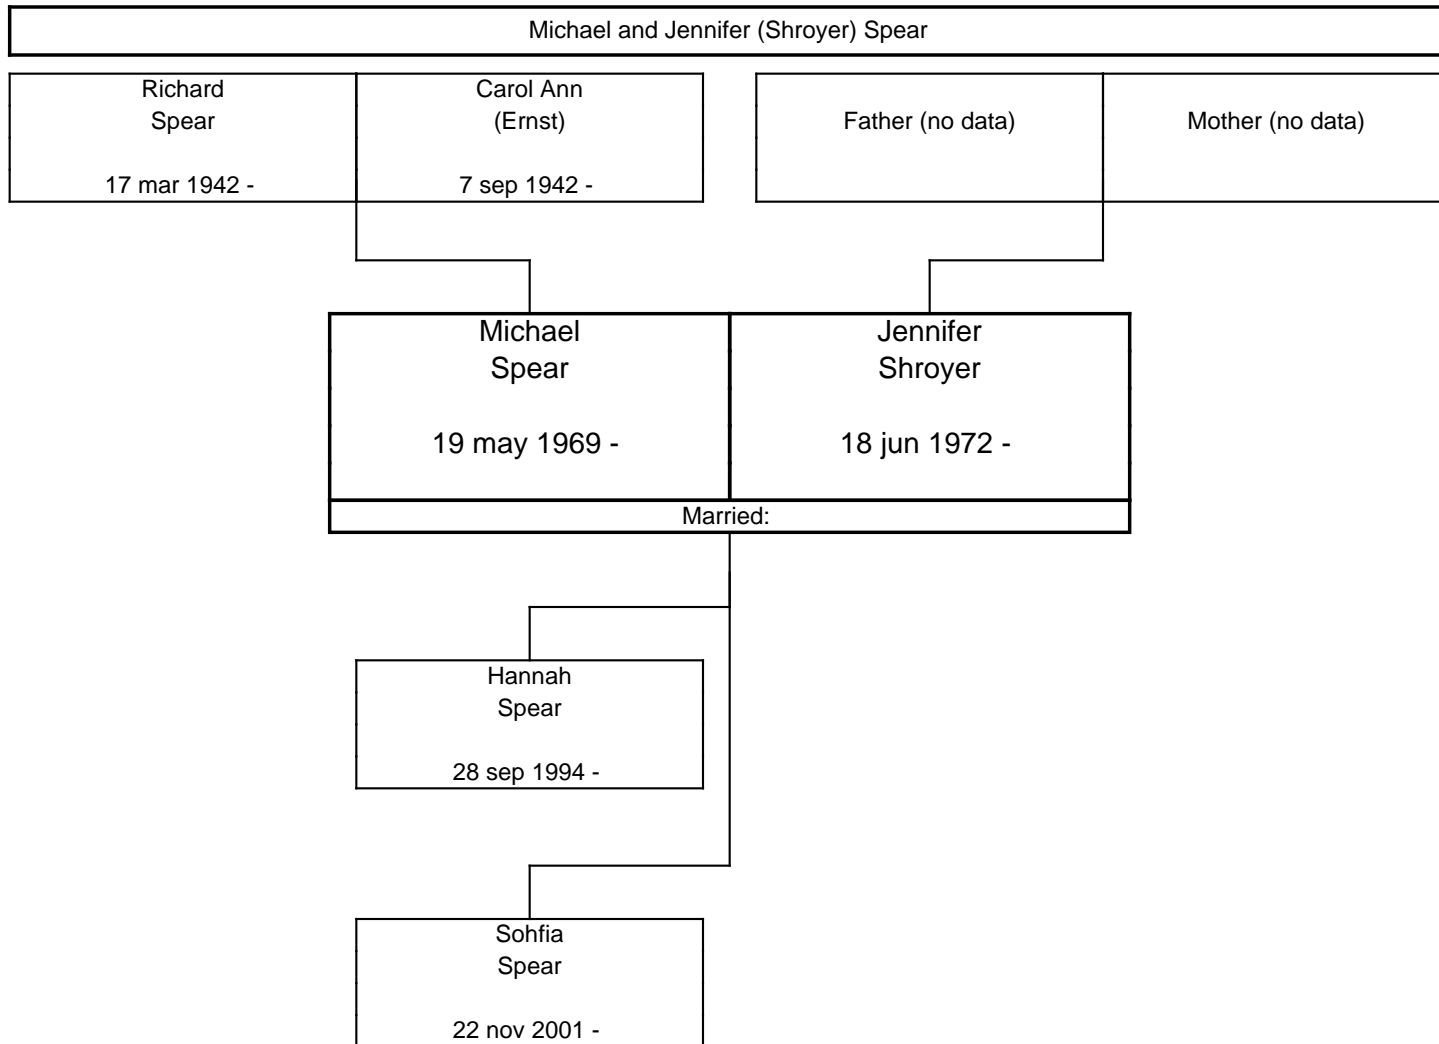 Michael and Jennifer (Shroyer) Spear
Richard
Spear
17 mar 1942 -
Carol Ann
(Ernst)
7 sep 1942 -
Father (no data)
Mother (no data)
Michael
Spear
19 may 1969 -
Jennifer
Shroyer
18 jun 1972 -
Married:
Hannah
Spear
28 sep 1994 -
Sohfia
Spear
22 nov 2001 -